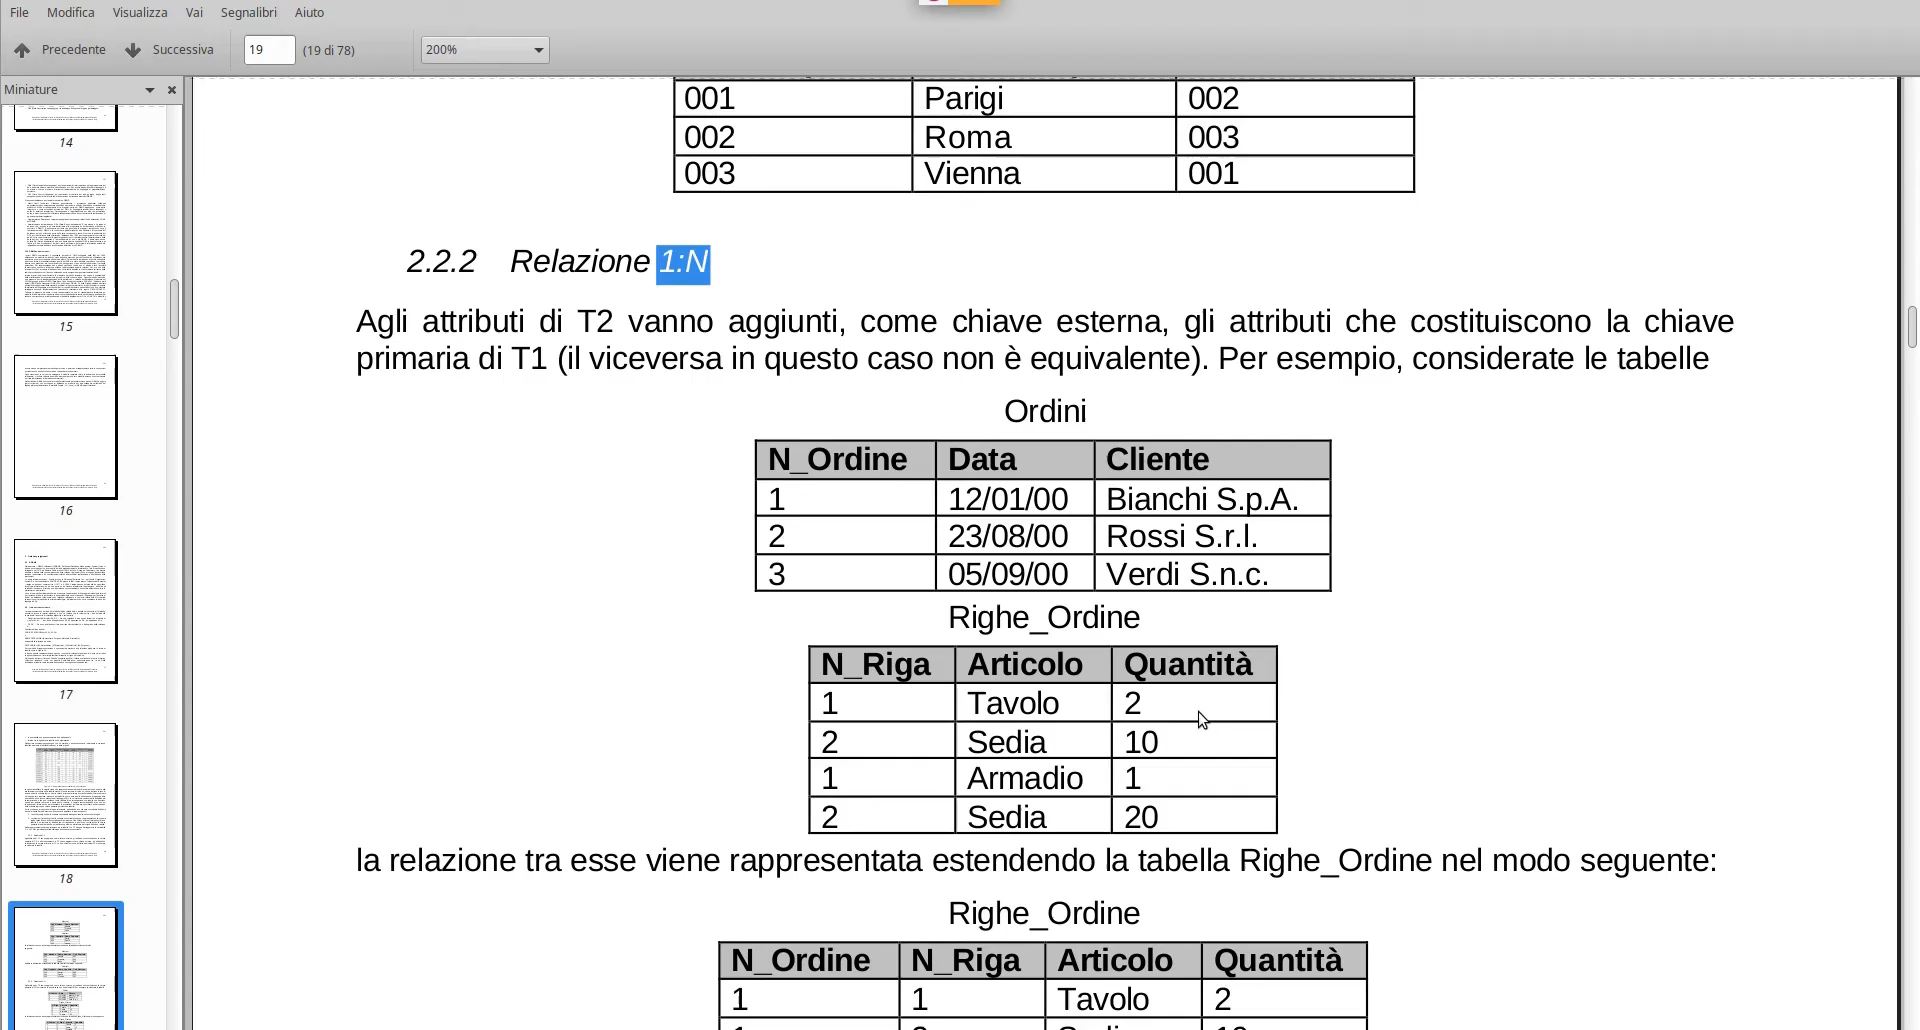 File Modifica Visualizza Vai Segnalibri Aiuto
Precedente Successiva 19 (19 di 78) 200%
Miniature
14
15
16
17
18
001 Parigi 002
002 Roma 003
003 Vienna 001
2.2.2 Relazione 1:N
Agli attributi di T2 vanno aggiunti, come chiave esterna, gli attributi che costituiscono la chiave
primaria di T1 (il viceversa in questo caso non è equivalente). Per esempio, considerate le tabelle
Ordini
N_Ordine Data Cliente
1 12/01/00 Bianchi S.p.A.
2 23/08/00 Rossi S.r.l.
3 05/09/00 Verdi S.n.c.
Righe_Ordine
N_Riga Articolo Quantità
1 Tavolo 2
2 Sedia 10
1 Armadio 1
2 Sedia 20
la relazione tra esse viene rappresentata estendendo la tabella Righe_Ordine nel modo seguente:
Righe_Ordine
N_Ordine N_Riga Articolo Quantità
1 1 Tavolo 2